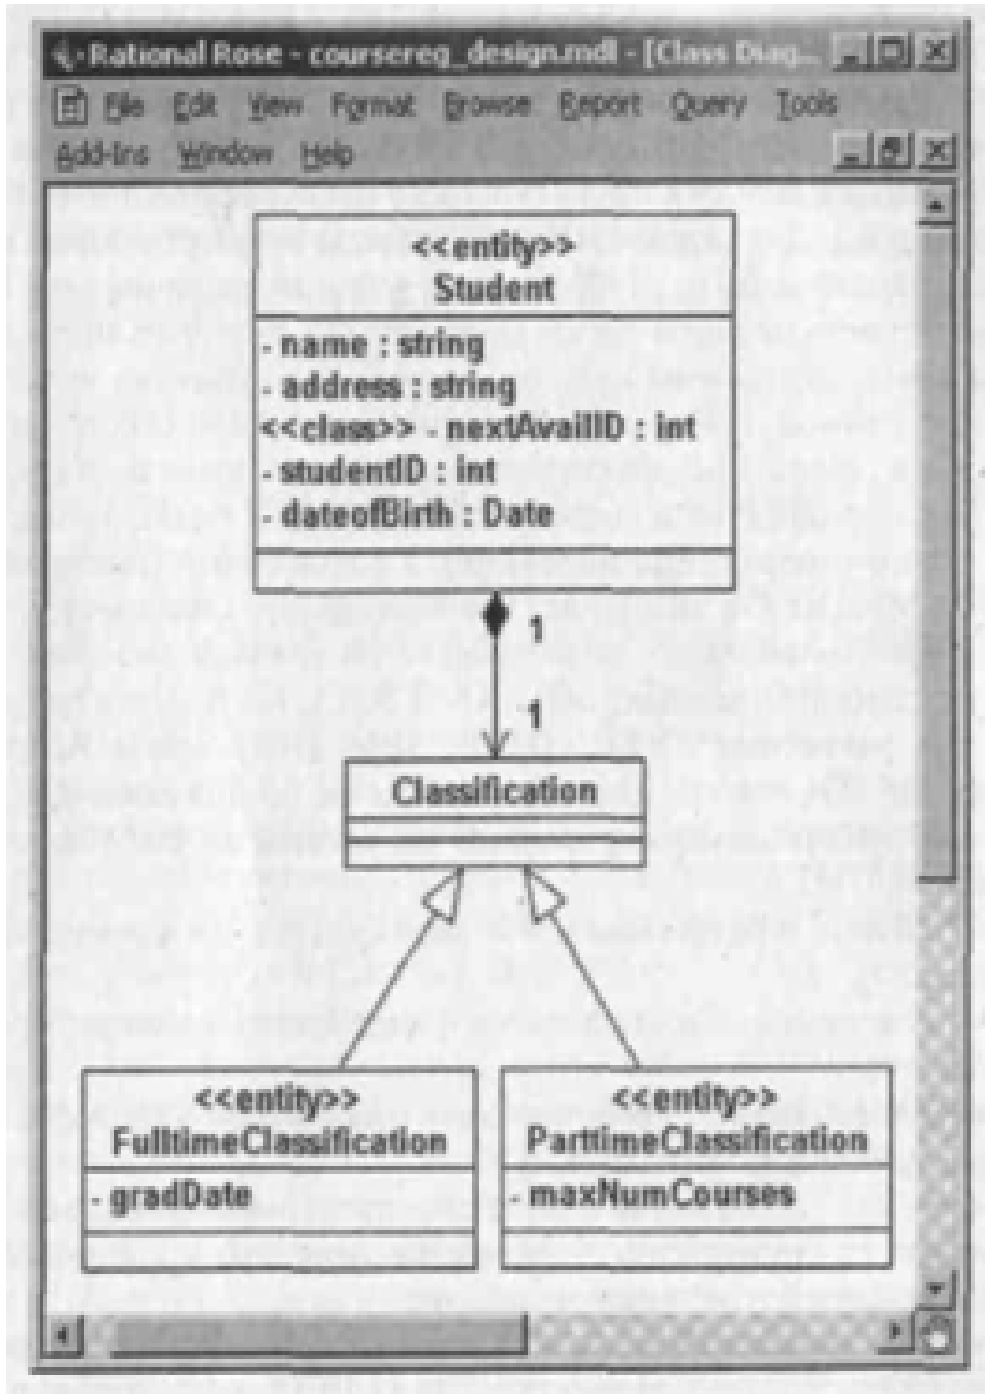 Rational Rose - coursereg_design.mdl - [Class Diag...
File Edit View Format Browse Report Query Tools
Add-Ins Window Help
<<entity>>
Student
- name : string
- address : string
<<class>> - nextAvailID : int
- studentID : int
- dateofBirth : Date
1
1
Classification
<<entity>>
FulltimeClassification
- gradDate
<<entity>>
ParttimeClassification
- maxNumCourses